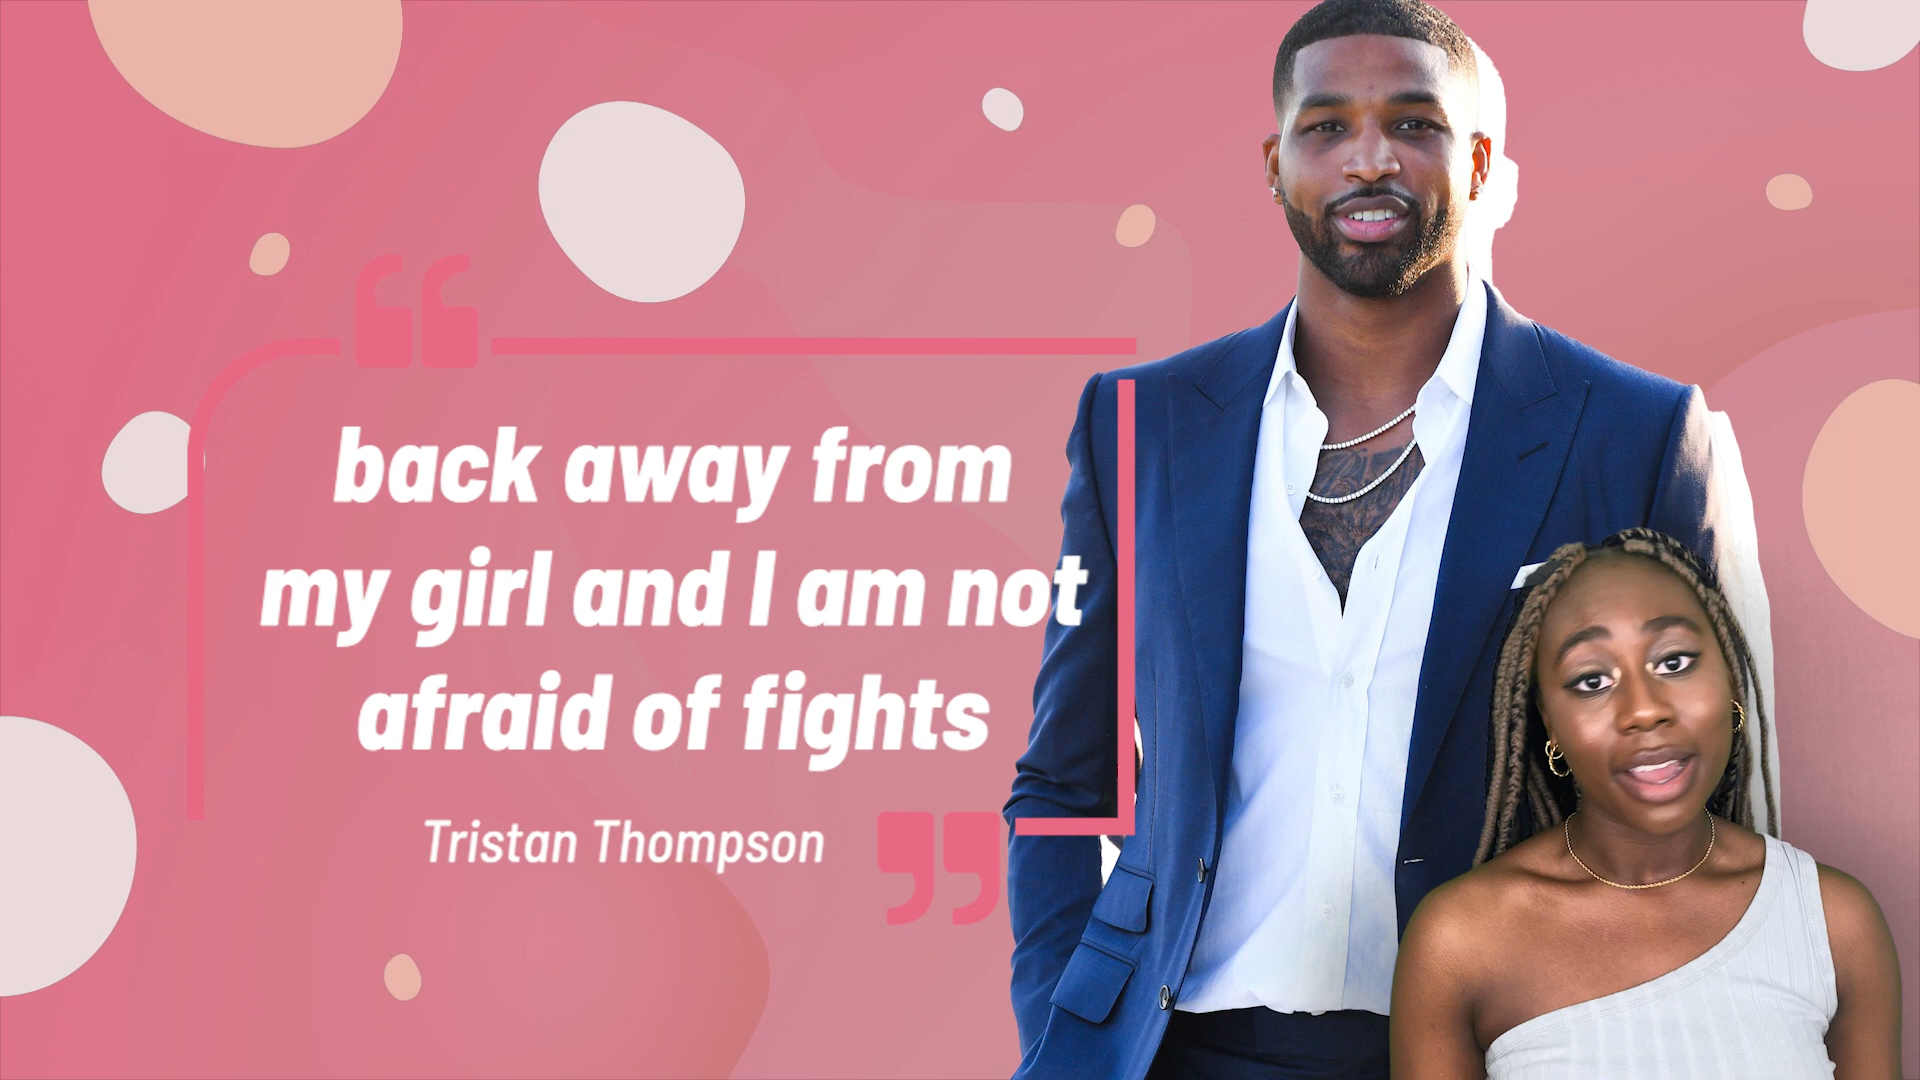 back away from
my girl and I am not
afraid of fights
Tristan Thompson